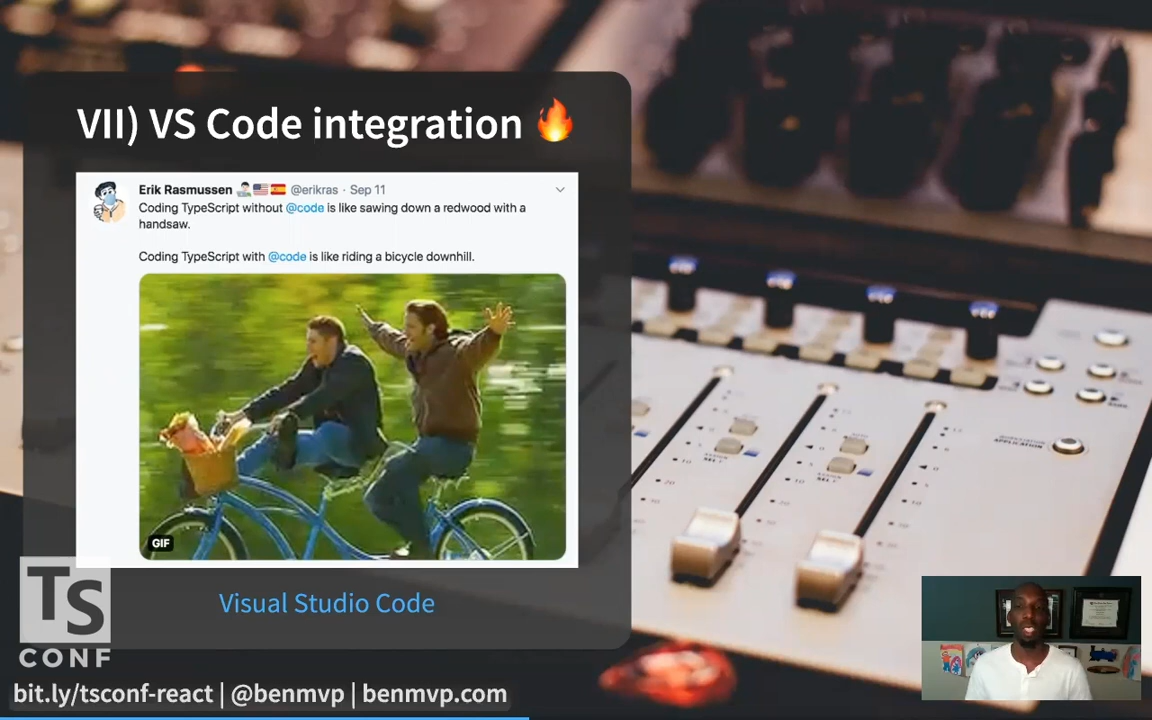 VII) VS Code integration 🔥
Erik Rasmussen @erikras · Sep 11
Coding TypeScript without @code is like sawing down a redwood with a
handsaw.
Coding TypeScript with @code is like riding a bicycle downhill.
GIF
Visual Studio Code
TS
CONF
bit.ly/tsconf-react | @benmvp | benmvp.com